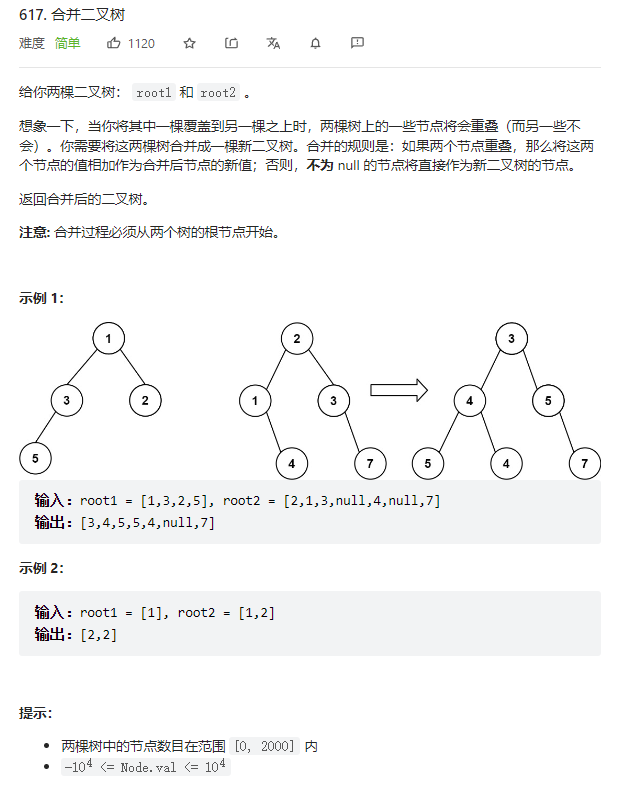 617. 合并二叉树
难度 简单 1120
给你两棵二叉树： root1 和 root2 。
想象一下，当你将其中一棵覆盖到另一棵之上时，两棵树上的一些节点将会重叠（而另一些不
会）。你需要将这两棵树合并成一棵新二叉树。合并的规则是：如果两个节点重叠，那么将这两
个节点的值相加作为合并后节点的新值；否则，不为 null 的节点将直接作为新二叉树的节点。
返回合并后的二叉树。
注意: 合并过程必须从两个树的根节点开始。
示例 1：
1 2 3
3 2 1 3 4 5
5 4 7 5 4 7
输入：root1 = [1,3,2,5], root2 = [2,1,3,null,4,null,7]
输出：[3,4,5,5,4,null,7]
示例 2：
输入：root1 = [1], root2 = [1,2]
输出：[2,2]
提示：
• 两棵树中的节点数目在范围 [0, 2000] 内
• -10⁴ <= Node.val <= 10⁴